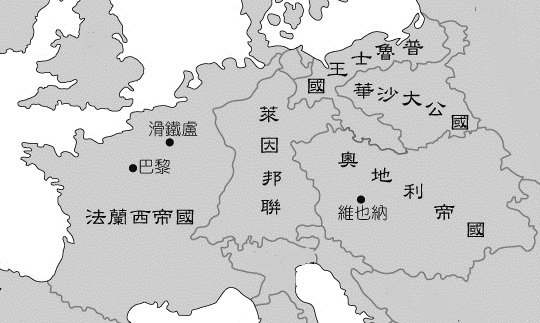 普魯士王國
華沙大公國
萊因邦聯
滑鐵盧
巴黎
奧地利帝國
維也納
法蘭西帝國